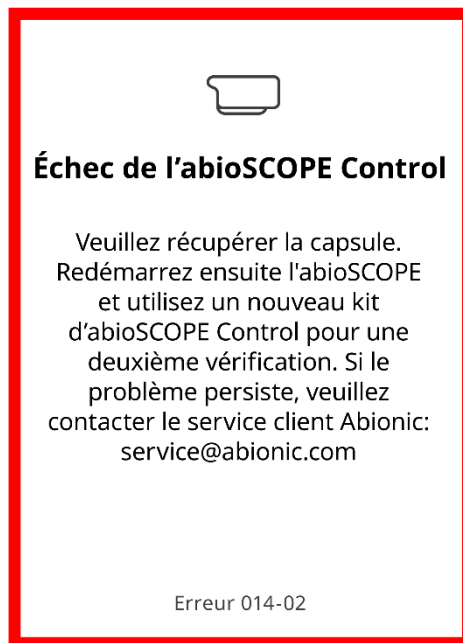 Échec de l’abioSCOPE Control
Veuillez récupérer la capsule.
Redémarrez ensuite l'abioSCOPE
et utilisez un nouveau kit
d’abioSCOPE Control pour une
deuxième vérification. Si le
problème persiste, veuillez
contacter le service client Abionic:
service@abionic.com
Erreur 014-02